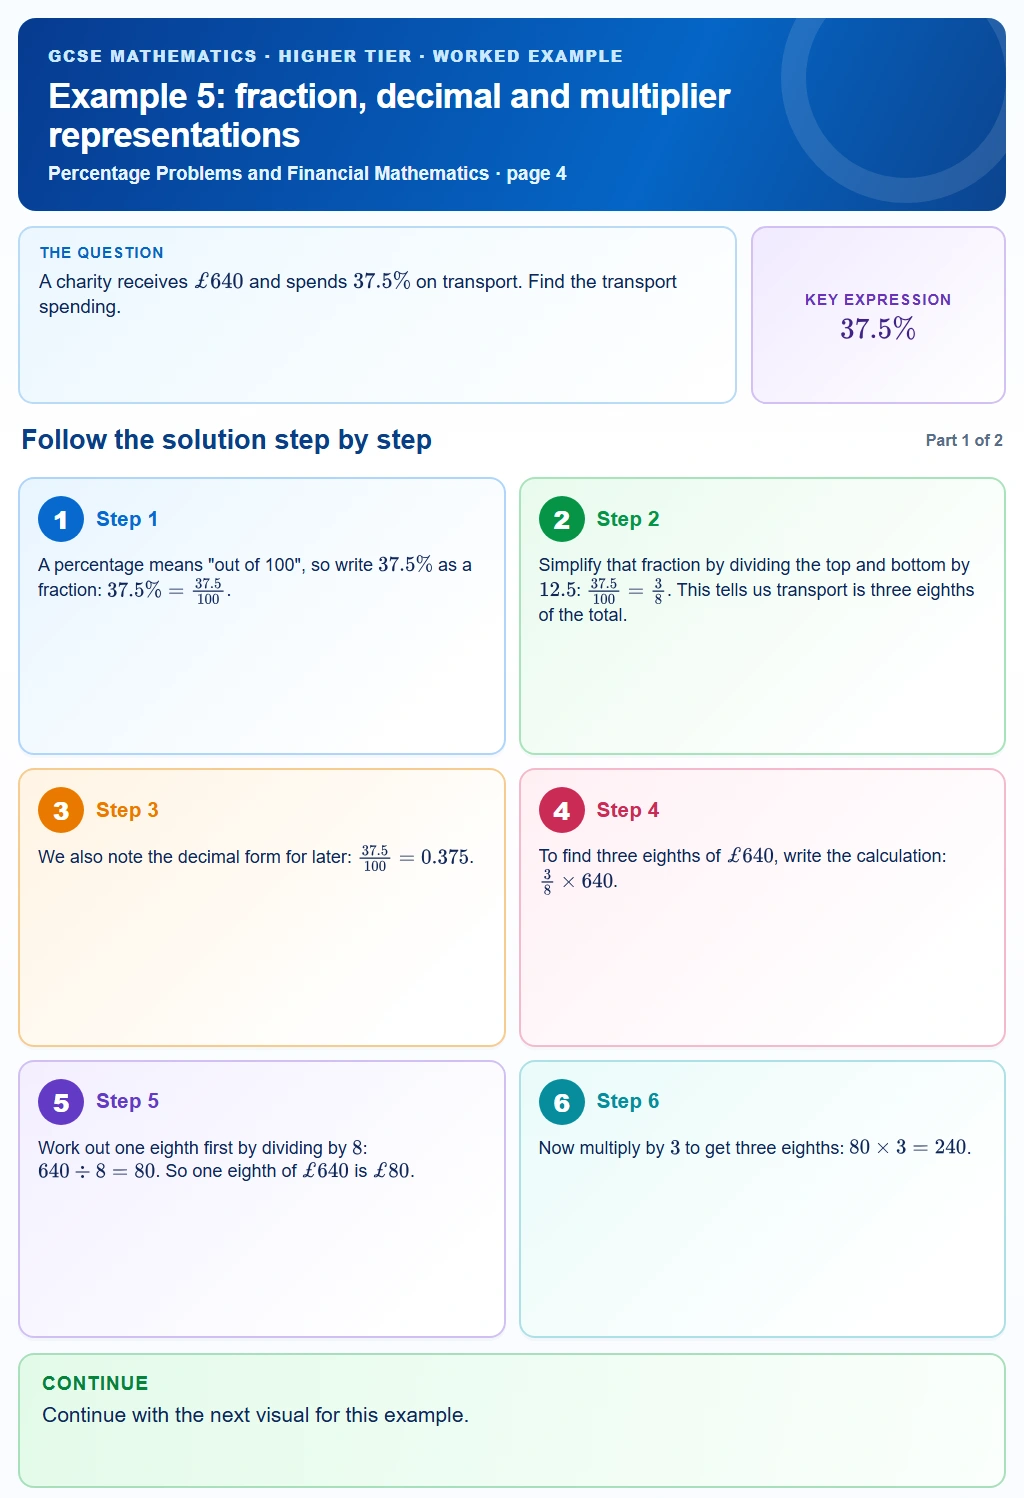 GCSE MATHEMATICS · HIGHER TIER · WORKED EXAMPLE
Example 5: fraction, decimal and multiplier
representations
Percentage Problems and Financial Mathematics · page 4
THE QUESTION
A charity receives £640 and spends 37.5% on transport. Find the transport
spending.
KEY EXPRESSION
37.5%
Follow the solution step by step
Part 1 of 2
1 Step 1
A percentage means "out of 100", so write 37.5% as a
fraction: 37.5% = 37.5/100.
2 Step 2
Simplify that fraction by dividing the top and bottom by
12.5: 37.5/100 = 3/8. This tells us transport is three eighths
of the total.
3 Step 3
We also note the decimal form for later: 37.5/100 = 0.375.
4 Step 4
To find three eighths of £640, write the calculation:
3/8 × 640.
5 Step 5
Work out one eighth first by dividing by 8:
640 ÷ 8 = 80. So one eighth of £640 is £80.
6 Step 6
Now multiply by 3 to get three eighths: 80 × 3 = 240.
CONTINUE
Continue with the next visual for this example.